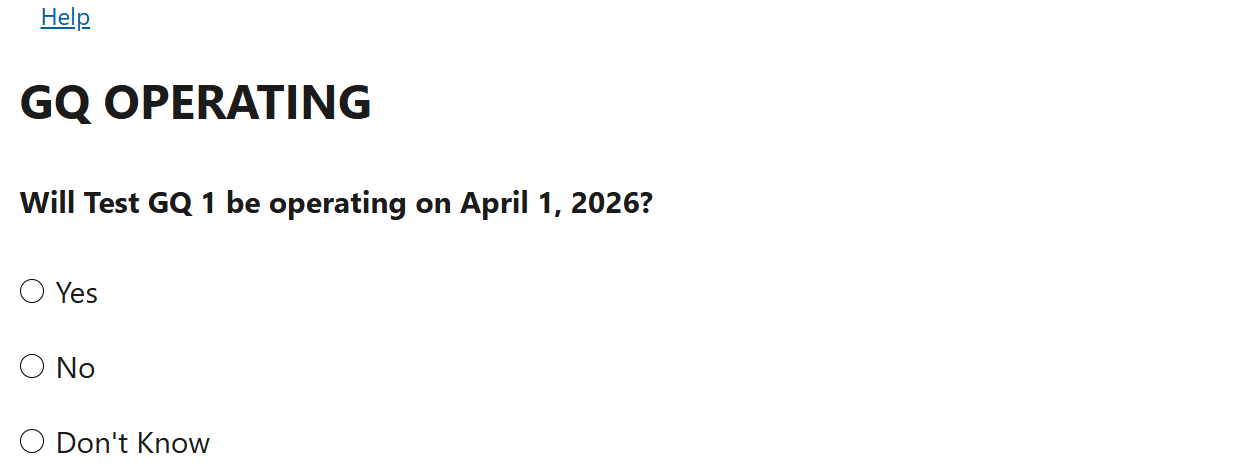 Help
GQ OPERATING
Will Test GQ 1 be operating on April 1, 2026?
Yes
No
Don't Know